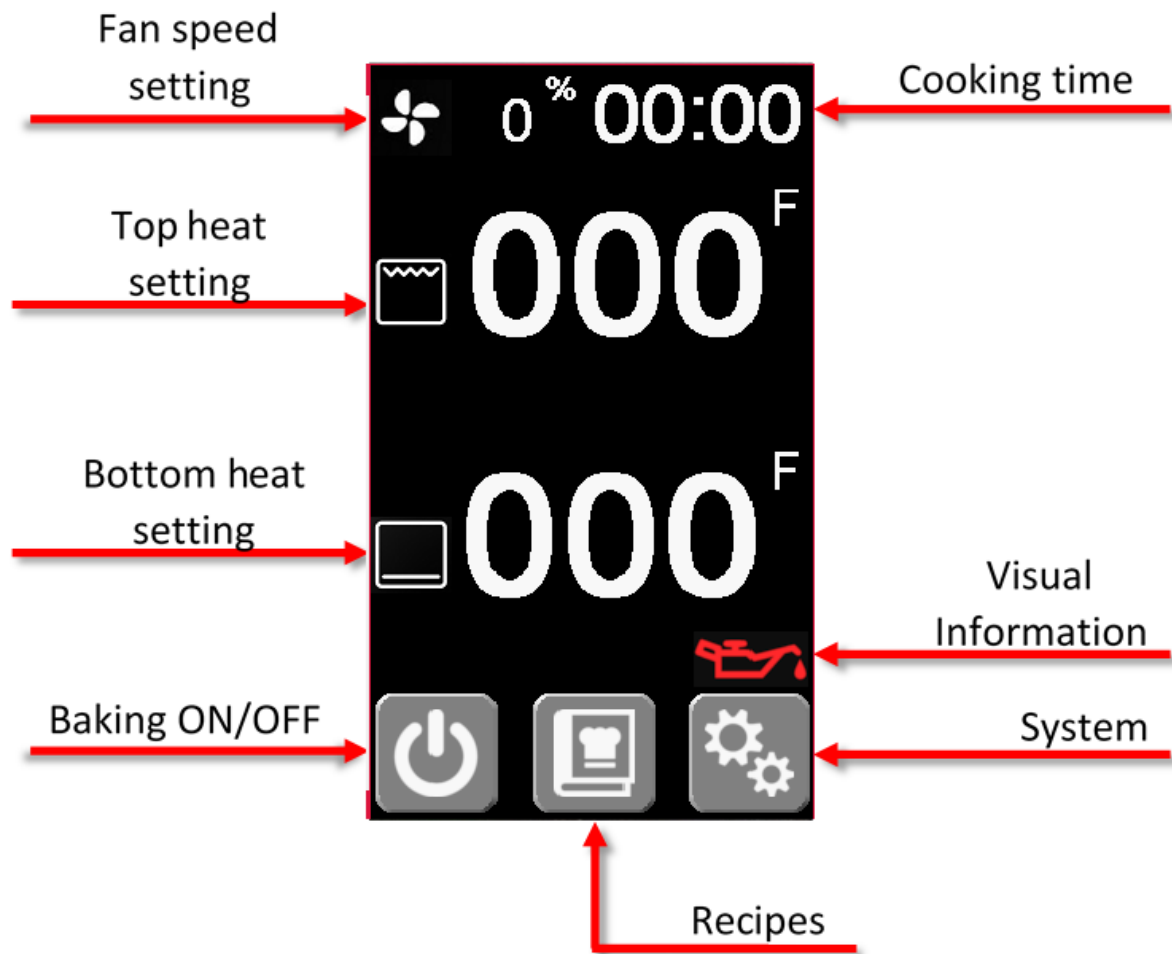 Fan speed
setting
Cooking time
0 % 00:00
Top heat
setting
000 F
Bottom heat
setting
000 F
Visual
Information
Baking ON/OFF
System
Recipes